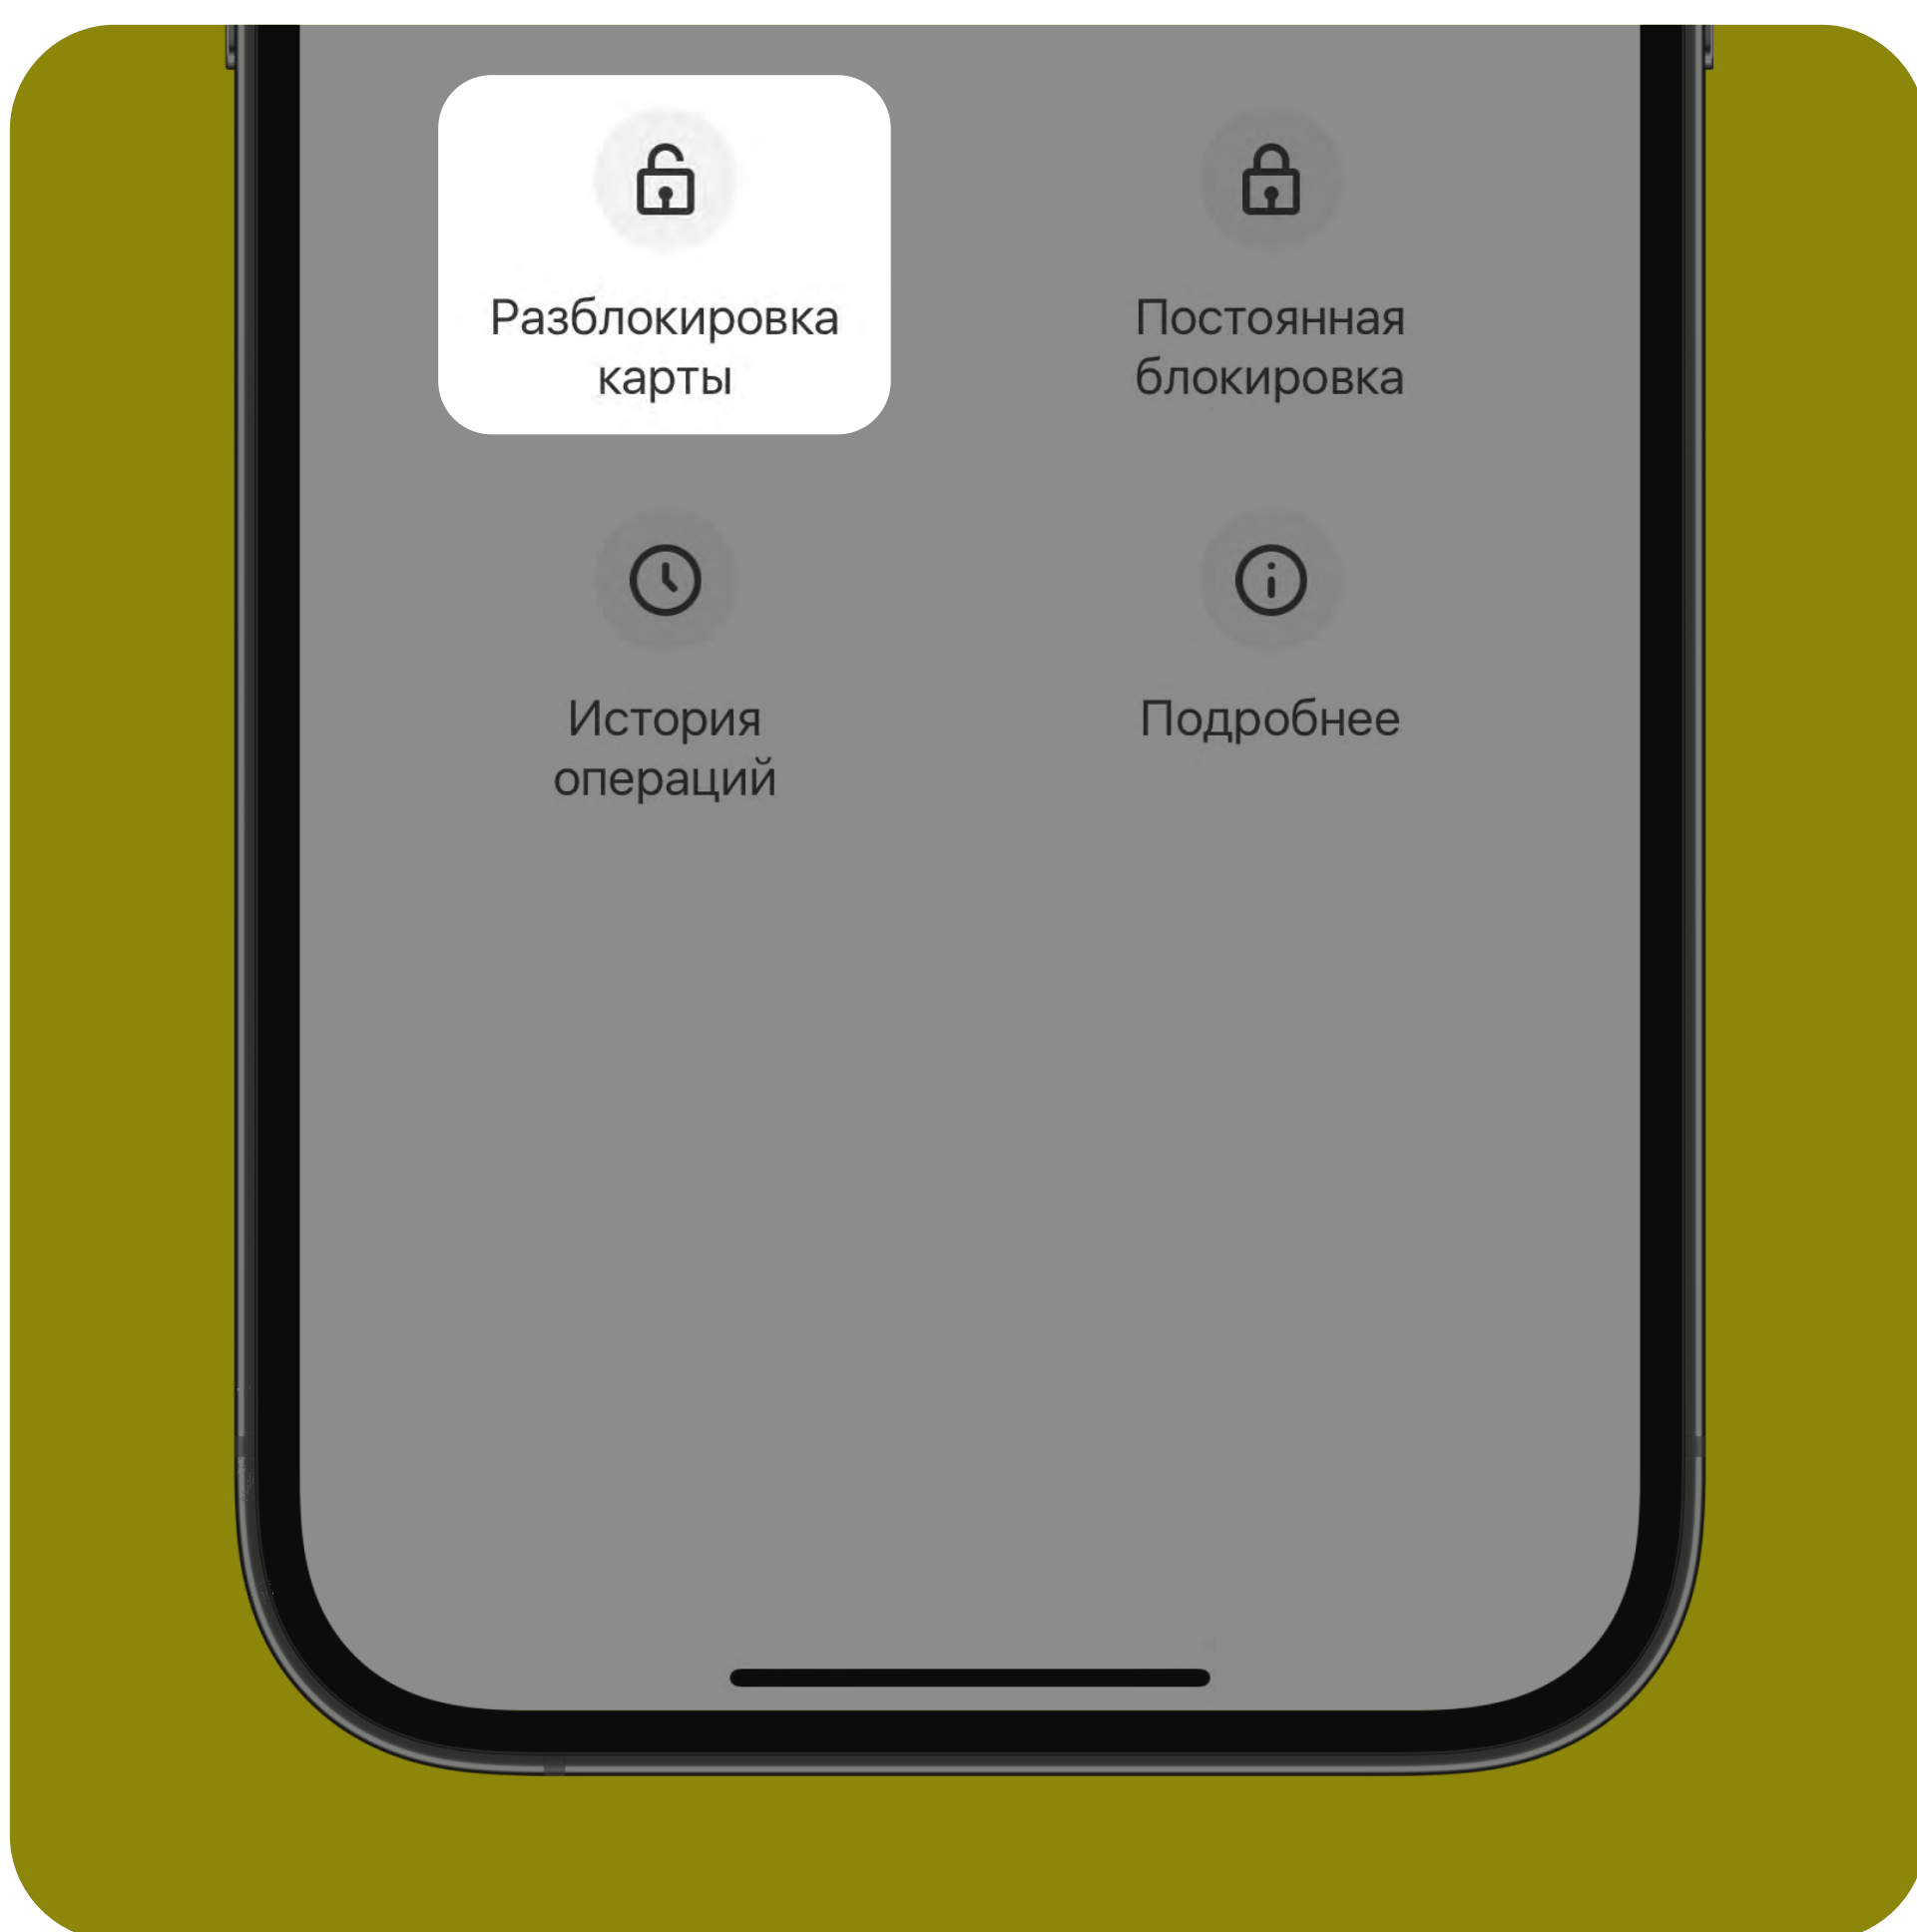 Разблокировка
карты
Постоянная
блокировка
История
операций
Подробнее